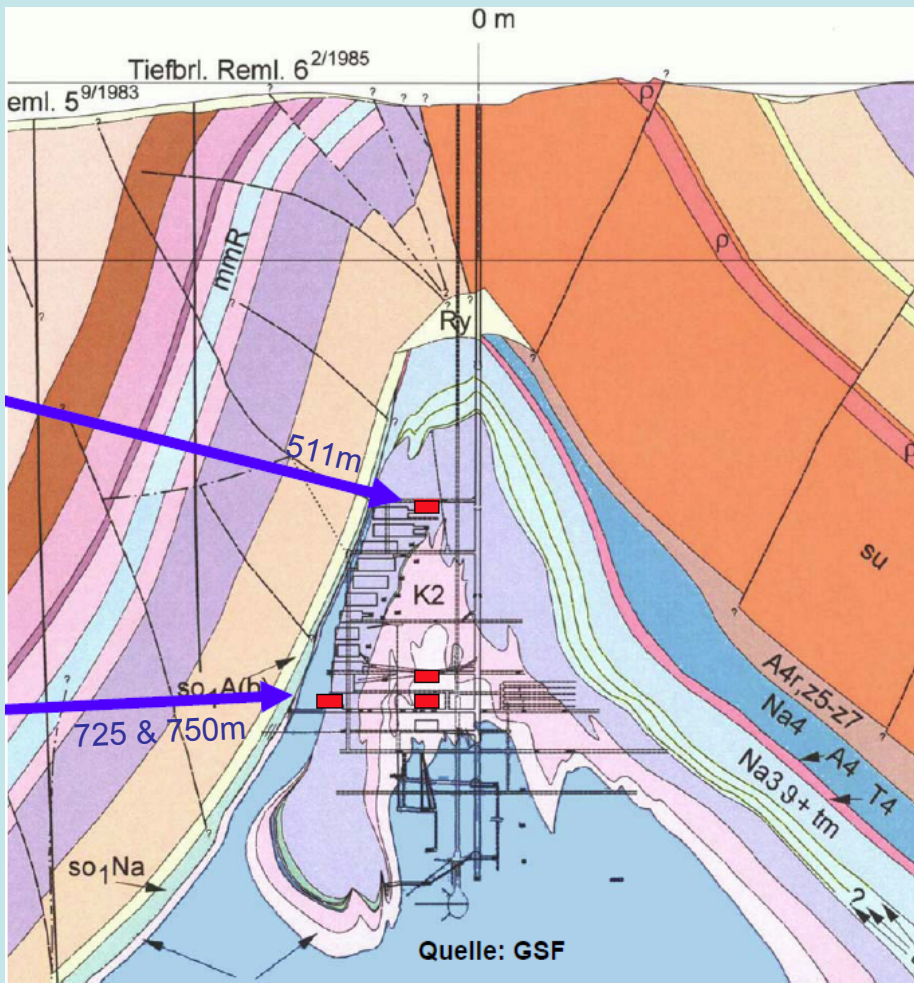 0 m
Tiefbrl. Reml. 6 2/1985
eml. 5 9/1983
mmR
ρ
ρ
ρ
Ry
511m
su
K2
so1A(b)
725 & 750m
A4r,z5-z7
Na4
A4
T4
Na3ϑ+tm
so1Na
?
Quelle: GSF